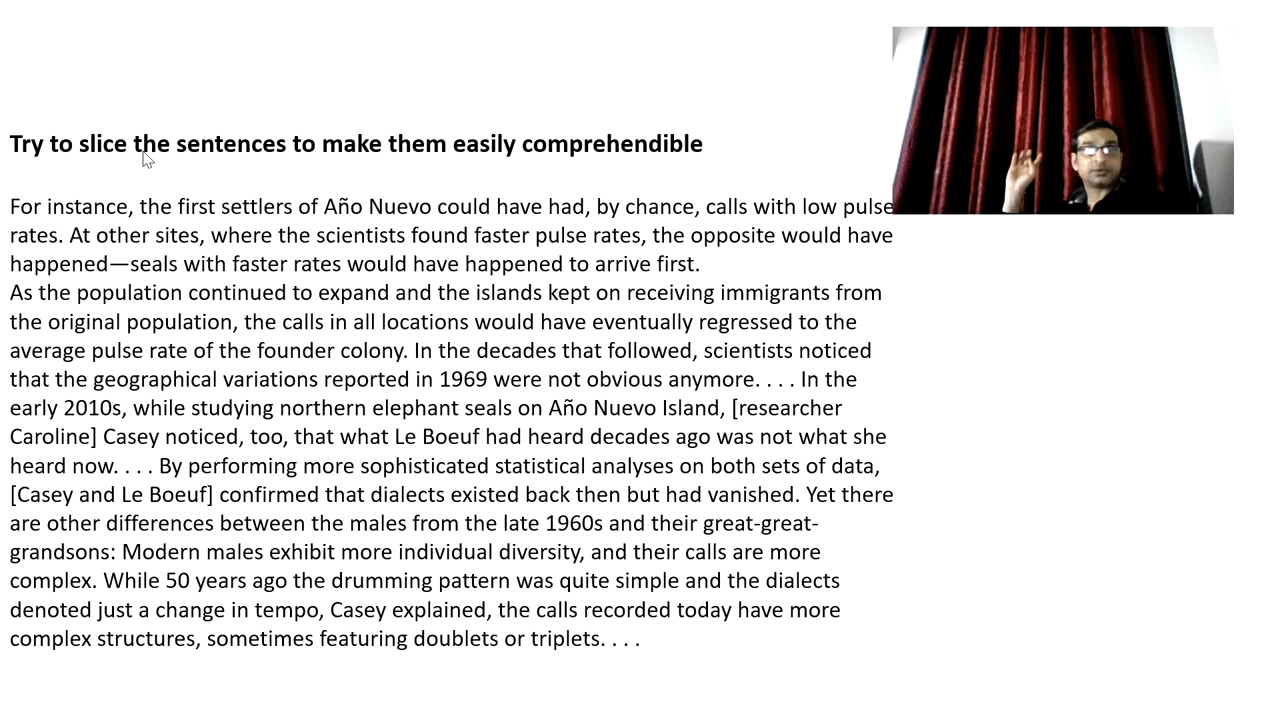 Try to slice the sentences to make them easily comprehendible
For instance, the first settlers of Año Nuevo could have had, by chance, calls with low pulse
rates. At other sites, where the scientists found faster pulse rates, the opposite would have
happened—seals with faster rates would have happened to arrive first.
As the population continued to expand and the islands kept on receiving immigrants from
the original population, the calls in all locations would have eventually regressed to the
average pulse rate of the founder colony. In the decades that followed, scientists noticed
that the geographical variations reported in 1969 were not obvious anymore. . . . In the
early 2010s, while studying northern elephant seals on Año Nuevo Island, [researcher
Caroline] Casey noticed, too, that what Le Boeuf had heard decades ago was not what she
heard now. . . . By performing more sophisticated statistical analyses on both sets of data,
[Casey and Le Boeuf] confirmed that dialects existed back then but had vanished. Yet there
are other differences between the males from the late 1960s and their great-great-
grandsons: Modern males exhibit more individual diversity, and their calls are more
complex. While 50 years ago the drumming pattern was quite simple and the dialects
denoted just a change in tempo, Casey explained, the calls recorded today have more
complex structures, sometimes featuring doublets or triplets. . . .